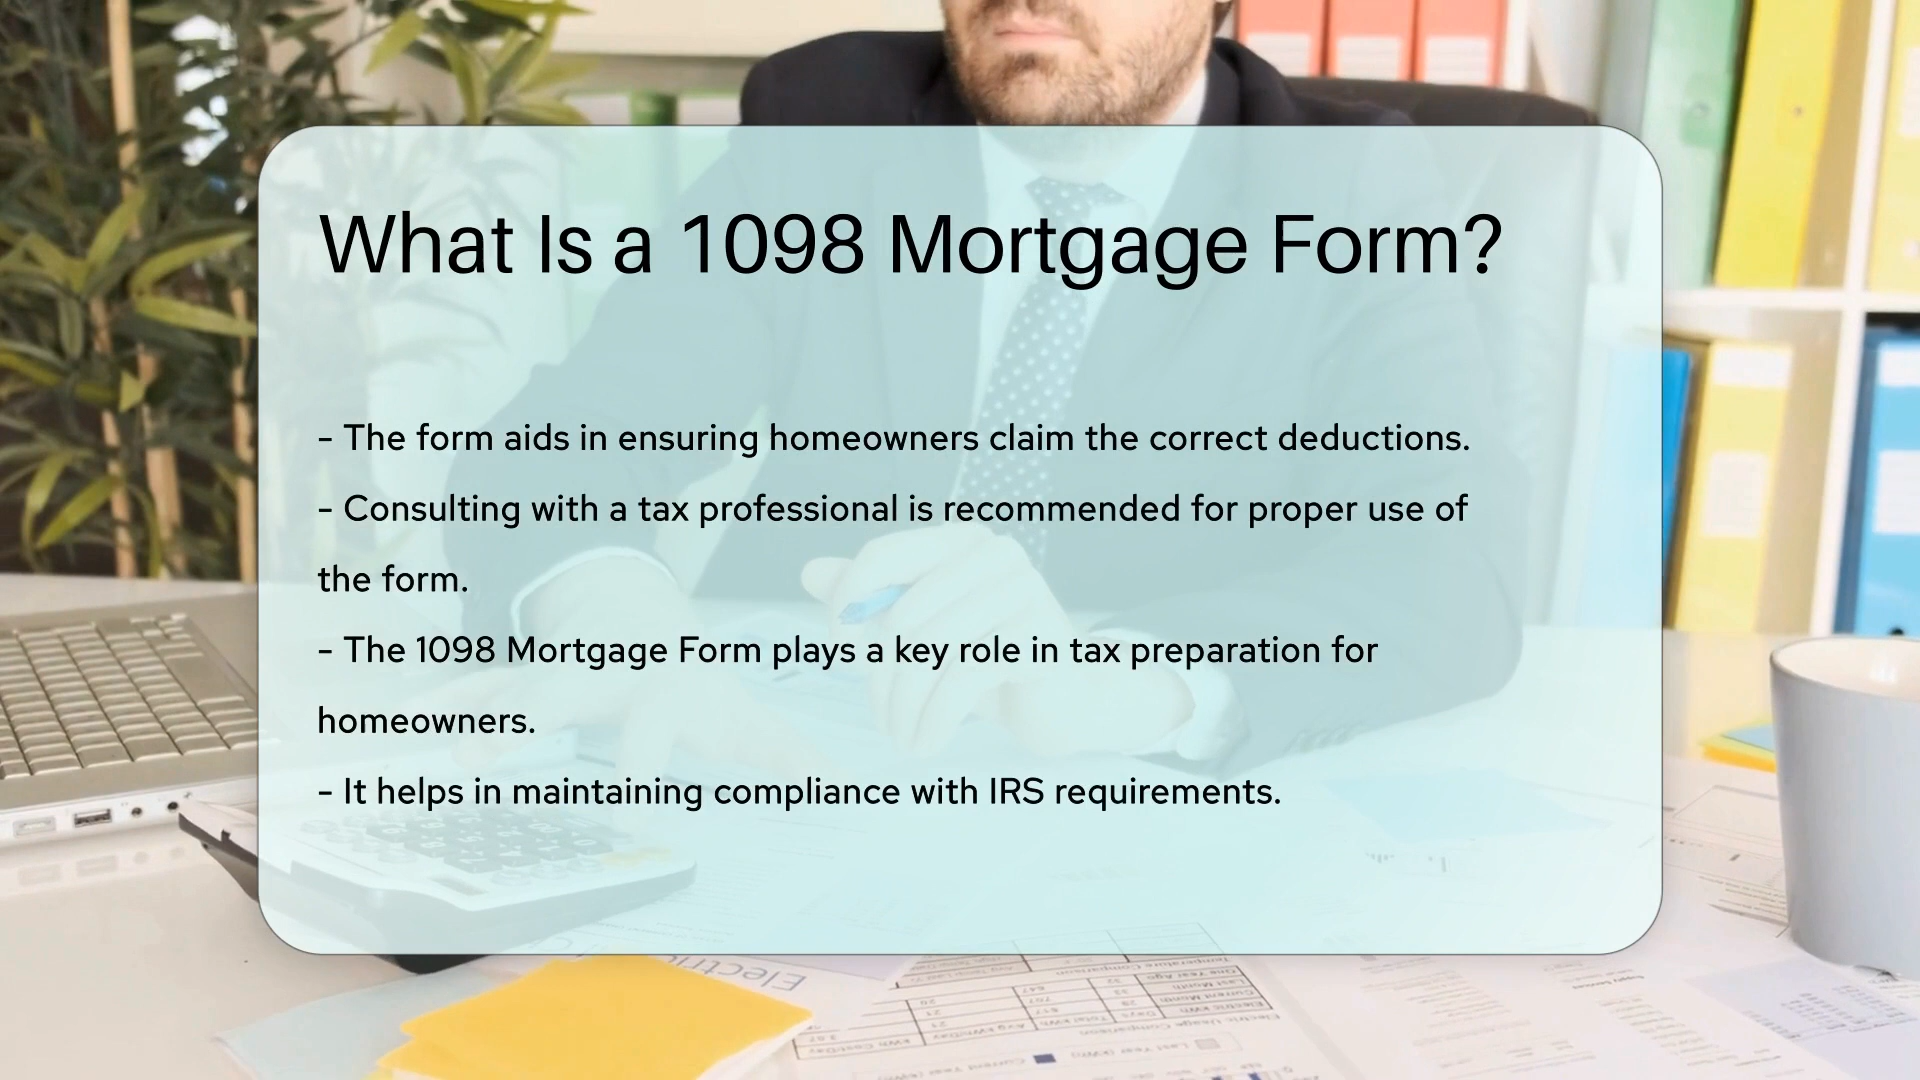 What Is a 1098 Mortgage Form?
- The form aids in ensuring homeowners claim the correct deductions.
- Consulting with a tax professional is recommended for proper use of
the form.
- The 1098 Mortgage Form plays a key role in tax preparation for
homeowners.
- It helps in maintaining compliance with IRS requirements.